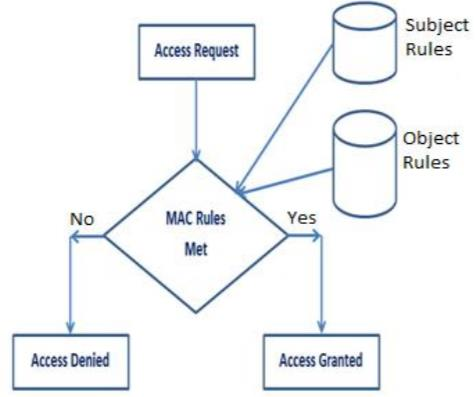 Subject
Rules
Access Request
Object
Rules
No
MAC Rules
Met
Yes
Access Denied
Access Granted